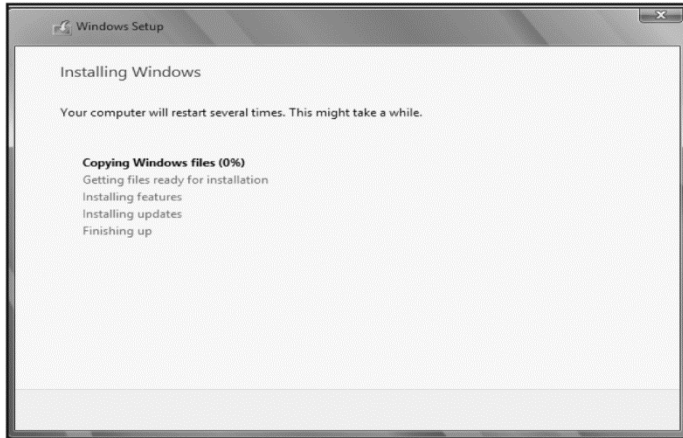 Windows Setup
Installing Windows
Your computer will restart several times. This might take a while.
Copying Windows files (0%)
Getting files ready for installation
Installing features
Installing updates
Finishing up